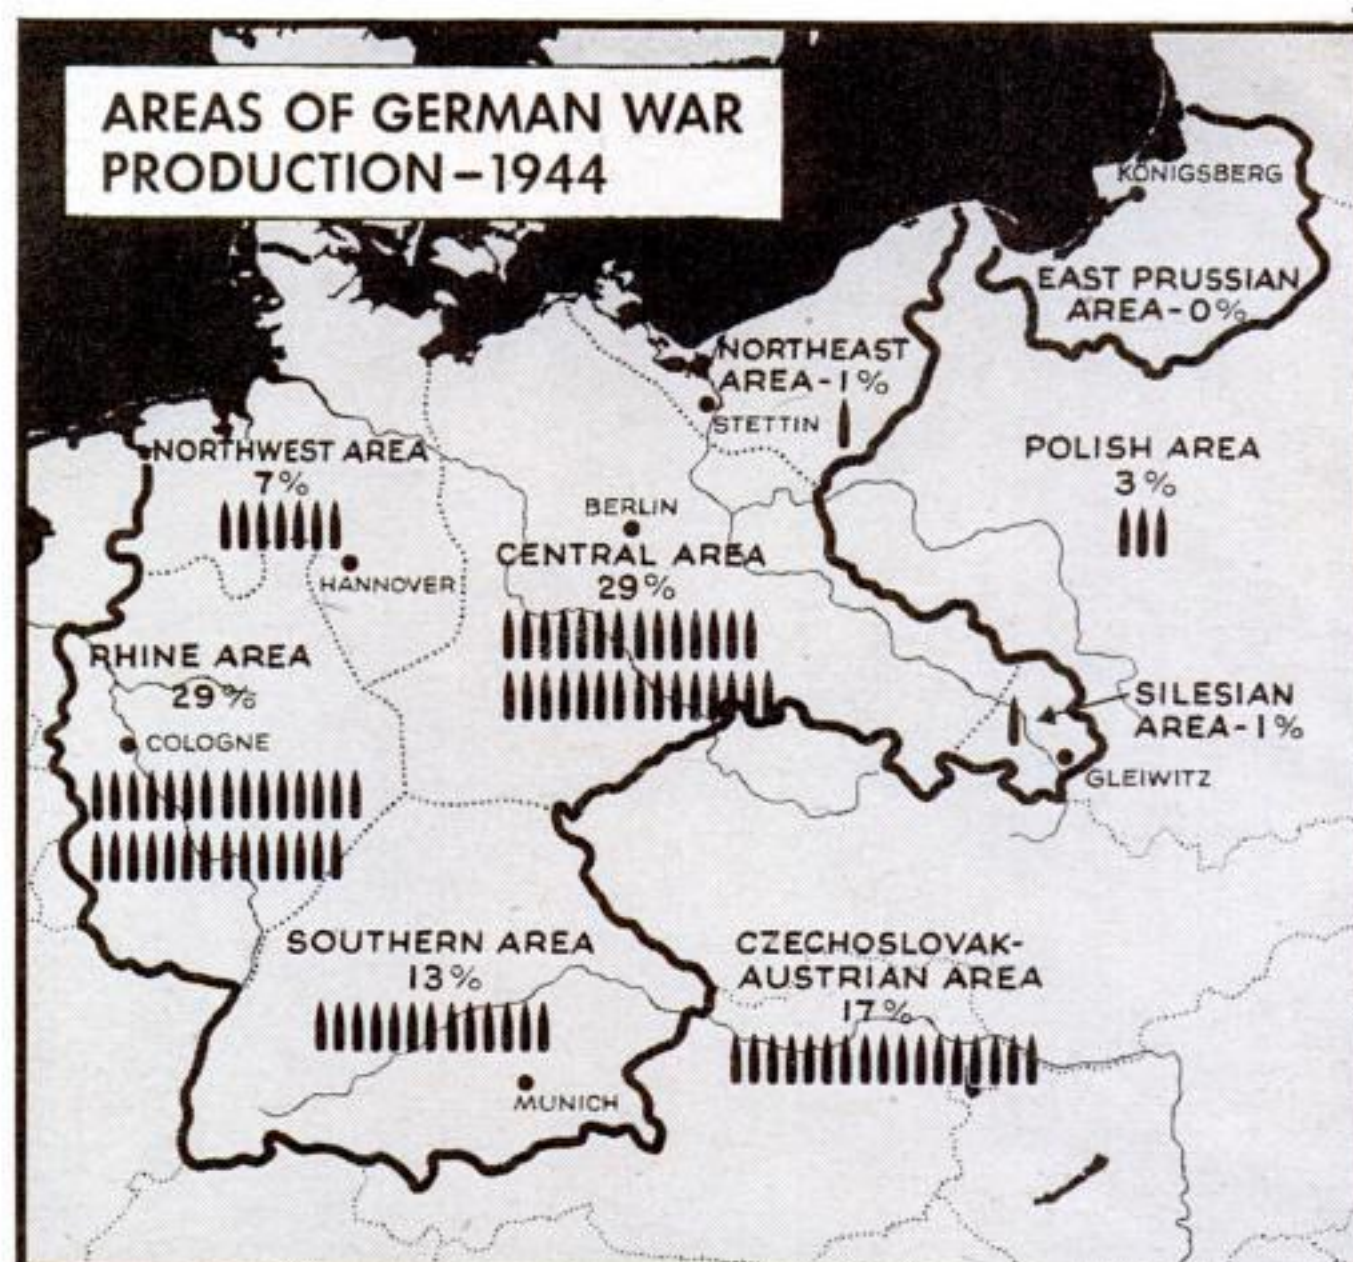 AREAS OF GERMAN WAR
PRODUCTION–1944
KÖNIGSBERG
EAST PRUSSIAN
AREA-0%
NORTHEAST
AREA-1%
STETTIN
NORTHWEST AREA
7%
HANNOVER
BERLIN
CENTRAL AREA
29%
POLISH AREA
3%
RHINE AREA
29%
COLOGNE
SILESIAN
AREA-1%
GLEIWITZ
SOUTHERN AREA
13%
MUNICH
CZECHOSLOVAK-
AUSTRIAN AREA
17%